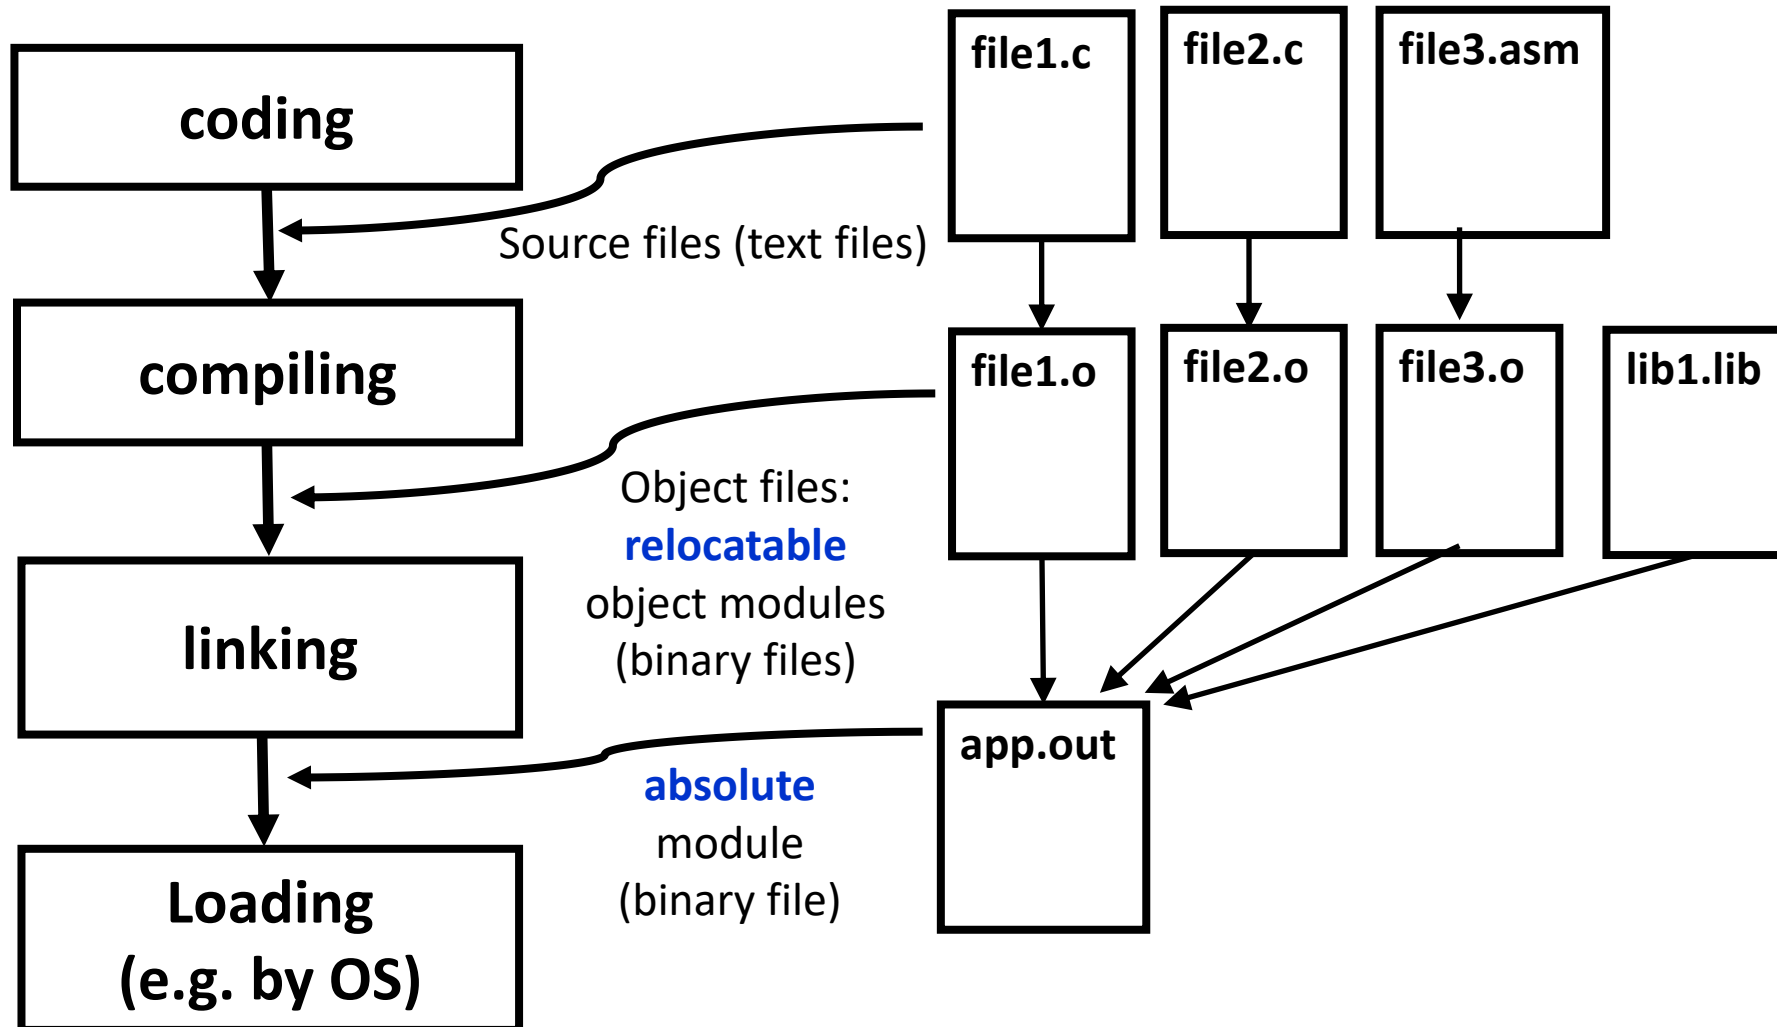 coding
file1.c
file2.c
file3.asm
Source files (text files)
compiling
file1.o
file2.o
file3.o
lib1.lib
Object files:
relocatable
object modules
(binary files)
linking
app.out
absolute
module
(binary file)
Loading
(e.g. by OS)